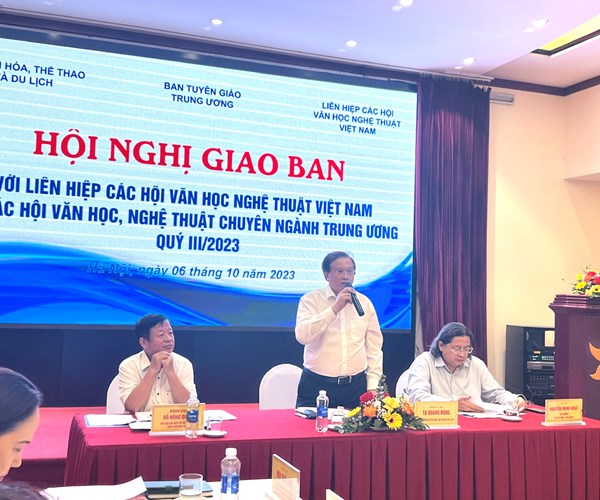 HÓA, THỂ THAO
VÀ DU LỊCH
BAN TUYÊN GIÁO
TRUNG ƯƠNG
LIÊN HIỆP CÁC HỘI
VĂN HỌC NGHỆ THUẬT
VIỆT NAM
HỘI NGHỊ GIAO BAN
VỚI LIÊN HIỆP CÁC HỘI VĂN HỌC NGHỆ THUẬT VIỆT NAM
CÁC HỘI VĂN HỌC, NGHỆ THUẬT CHUYÊN NGÀNH TRUNG ƯƠNG
QUÝ III/2023
Hà Nội, ngày 06 tháng 10 năm 2023
ĐỖ HỒNG
TẠ QUANG ĐÔNG